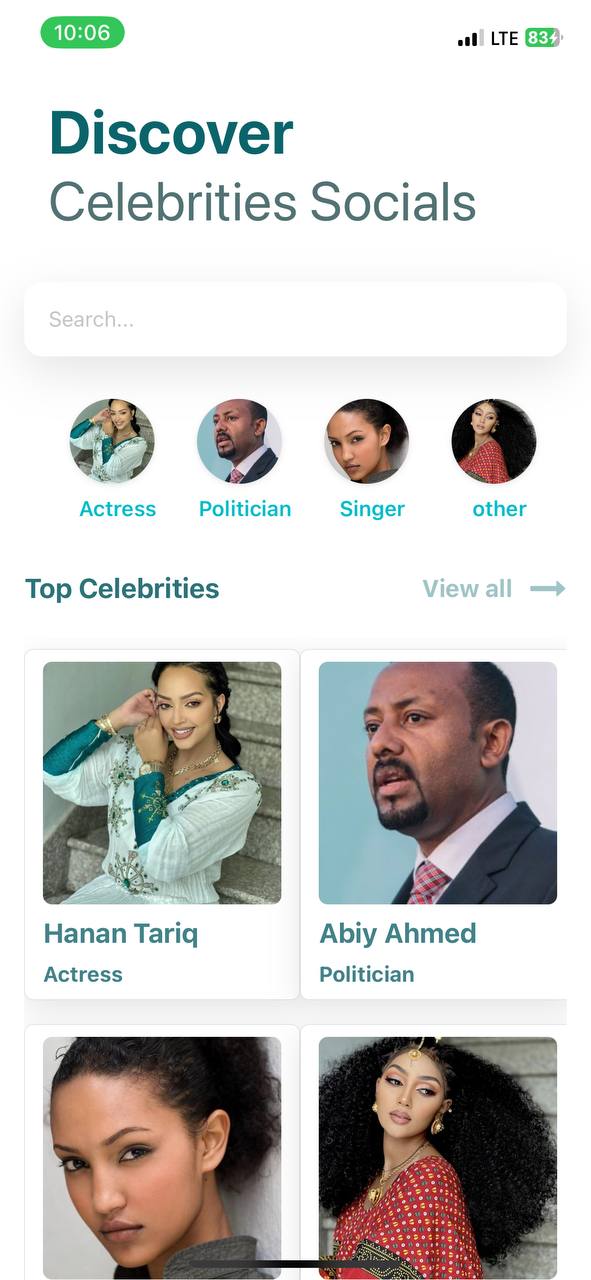 10:06
LTE 83
Discover
Celebrities Socials
Search...
Actress Politician Singer other
Top Celebrities View all
Hanan Tariq Abiy Ahmed
Actress Politician